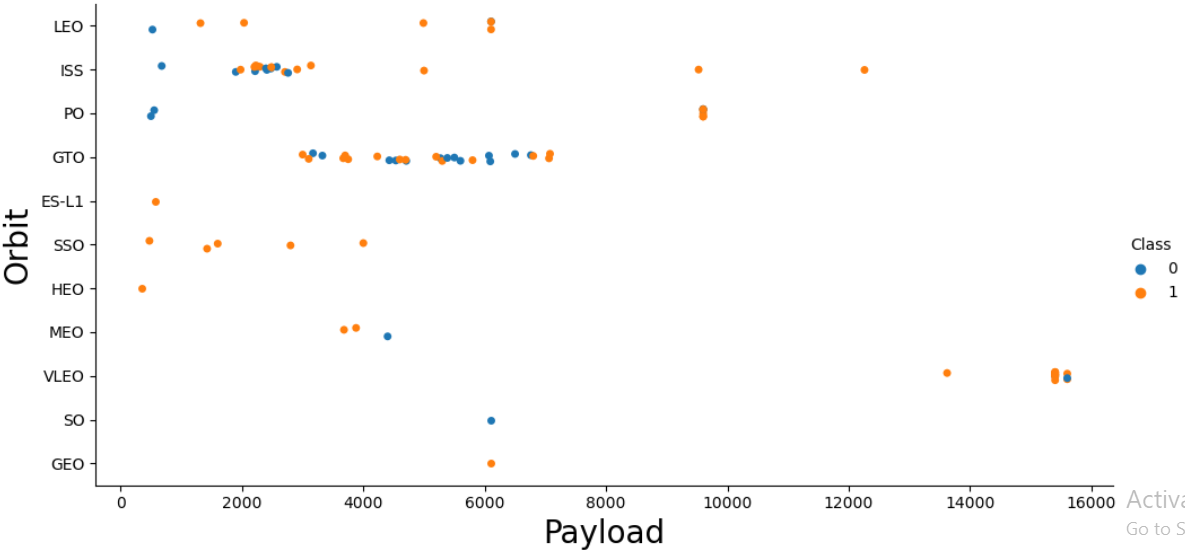 LEO
ISS
PO
GTO
ES-L1
SSO
HEO
MEO
VLEO
SO
GEO
Orbit
0 2000 4000 6000 8000 10000 12000 14000 16000
Payload
Class
0
1
Activa
Go to S